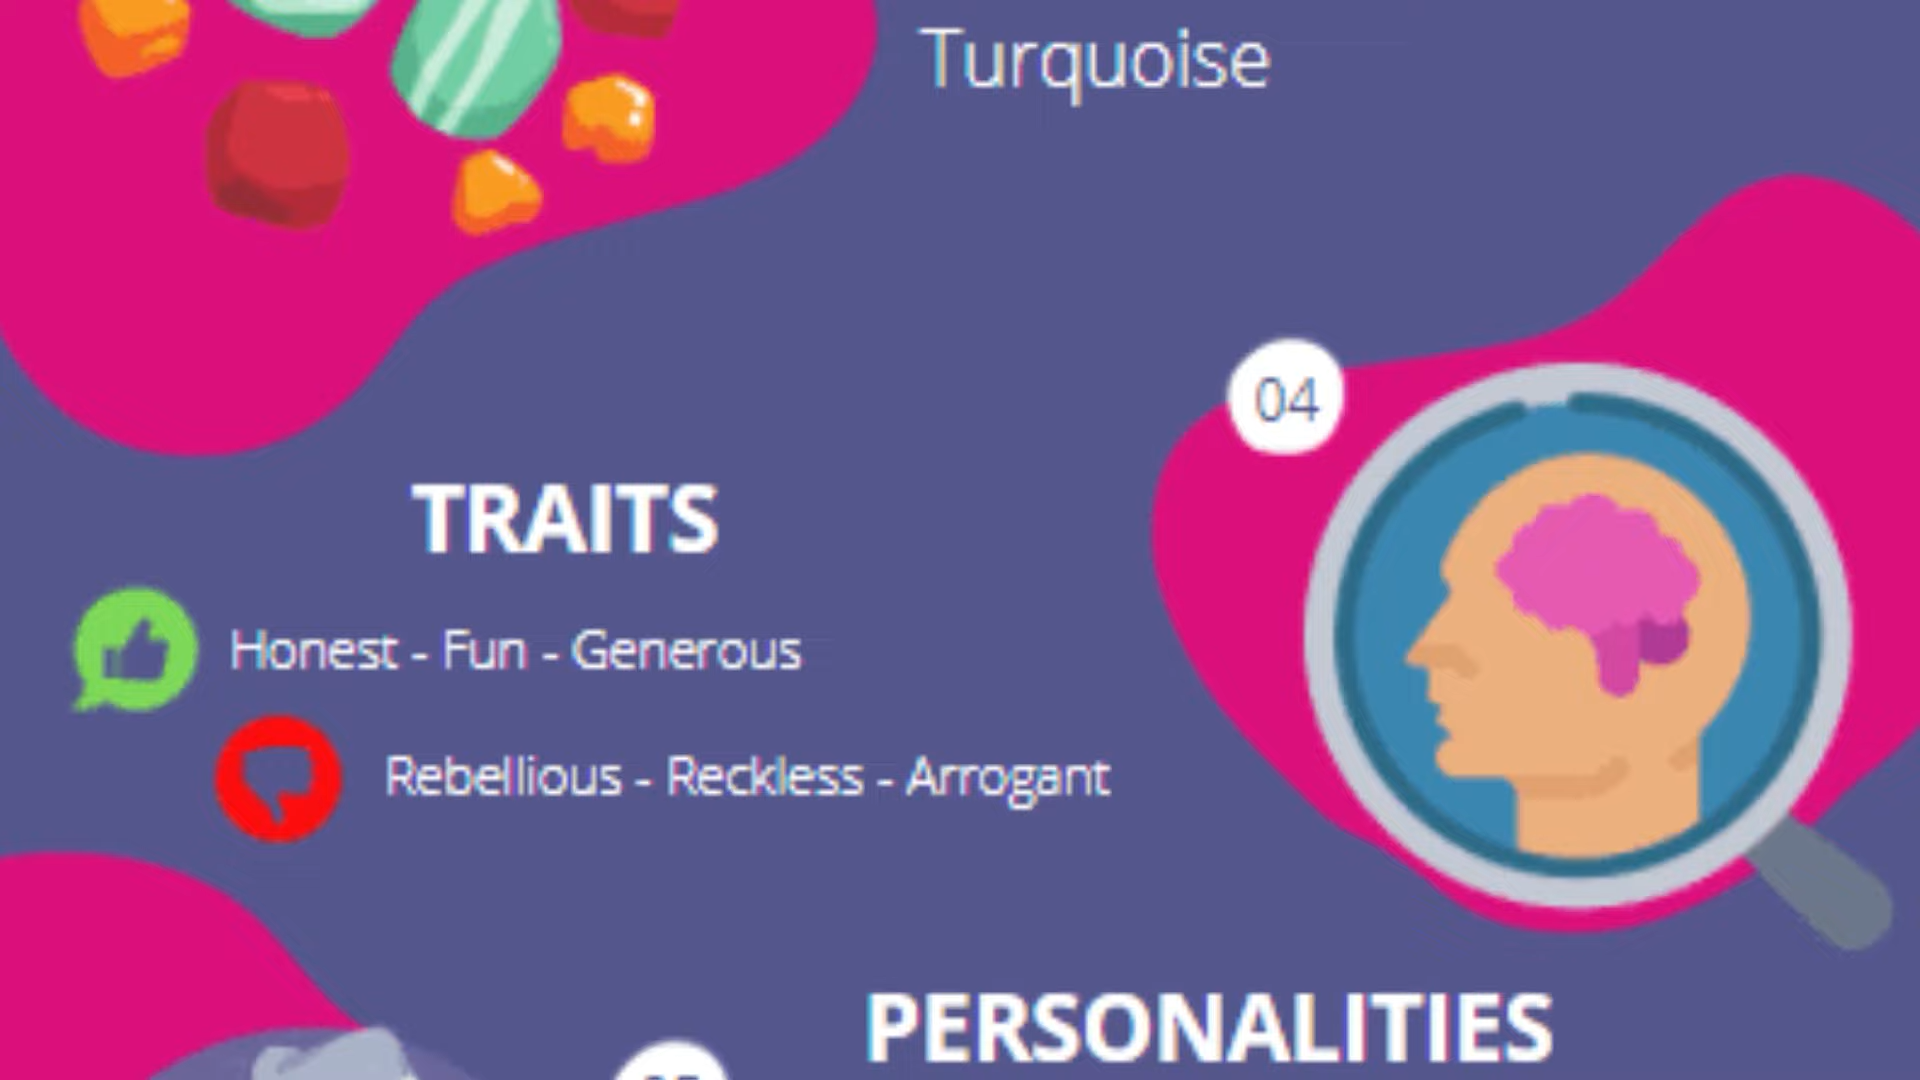 Turquoise
04
TRAITS
Honest - Fun - Generous
Rebellious - Reckless - Arrogant
PERSONALITIES